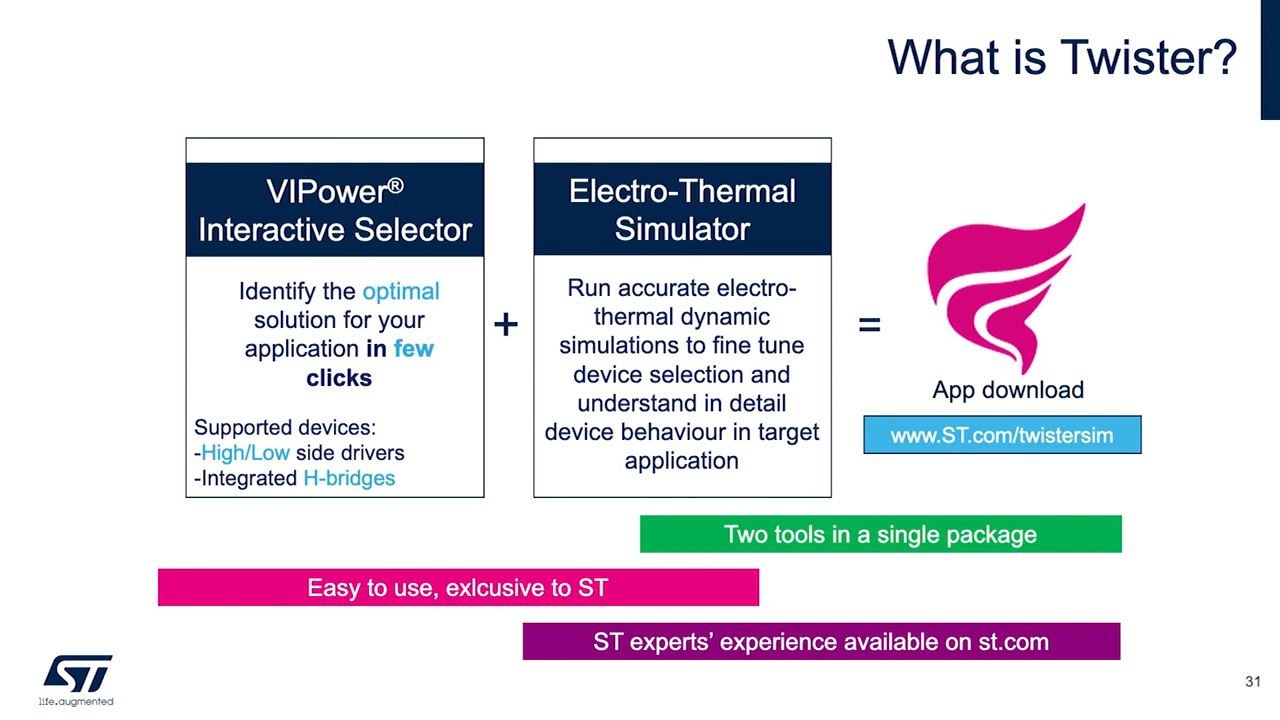 What is Twister?
VIPower®
Interactive Selector
Identify the optimal
solution for your
application in few
clicks
Supported devices:
-High/Low side drivers
-Integrated H-bridges
+
Electro-Thermal
Simulator
Run accurate electro-
thermal dynamic
simulations to fine tune
device selection and
understand in detail
device behaviour in target
application
=
App download
www.ST.com/twistersim
Two tools in a single package
Easy to use, exlcusive to ST
ST experts’ experience available on st.com
ST
life.augmented
31